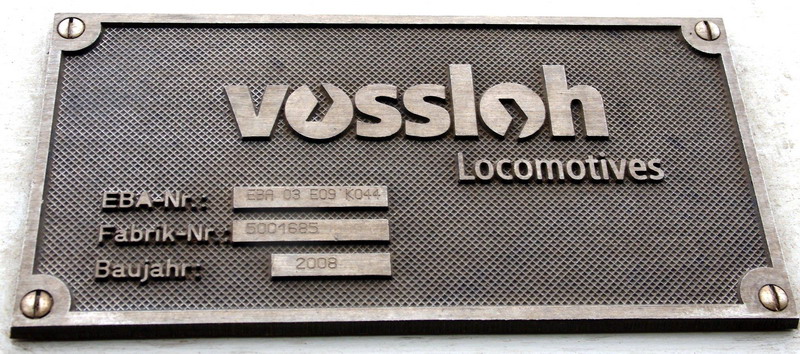 vossloh
Locomotives
EBA-Nr.: EBA 03 E09 K044
Fabrik-Nr.: 5001685
Baujahr: 2008